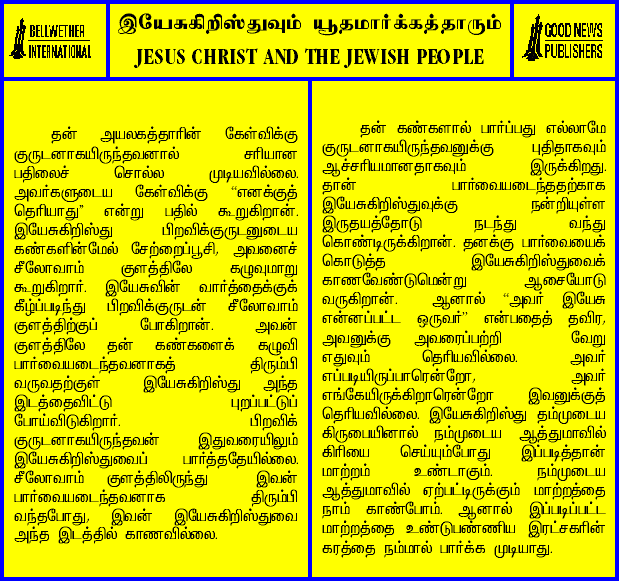 BELLWETHER
INTERNATIONAL
இயேசுகிறிஸ்துவும் யூதமார்க்கத்தாரும்
JESUS CHRIST AND THE JEWISH PEOPLE
GOOD NEWS
PUBLISHERS
தன் அயலகத்தாரின் கேள்விக்கு
குருடனாகயிருந்தவனால் சரியான
பதிலைச் சொல்ல முடியவில்லை.
அவர்களுடைய கேள்விக்கு “எனக்குத்
தெரியாது” என்று பதில் கூறுகிறான்.
இயேசுகிறிஸ்து பிறவிக்குருடனுடைய
கண்களின்மேல் சேற்றைப்பூசி, அவனைச்
சீலோவாம் குளத்திலே கழுவுமாறு
கூறுகிறார். இயேசுவின் வார்த்தைக்குக்
கீழ்ப்படிந்து பிறவிக்குருடன் சீலோவாம்
குளத்திற்குப் போகிறான். அவன்
குளத்திலே தன் கண்களைக் கழுவி
பார்வையடைந்தவனாகத் திரும்பி
வருவதற்குள் இயேசுகிறிஸ்து அந்த
இடத்தைவிட்டு புறப்பட்டுப்
போய்விடுகிறார். பிறவிக்
குருடனாகயிருந்தவன் இதுவரையிலும்
இயேசுகிறிஸ்துவைப் பார்த்ததேயில்லை.
சீலோவாம் குளத்திலிருந்து இவன்
பார்வையடைந்தவனாக திரும்பி
வந்தபோது, இவன் இயேசுகிறிஸ்துவை
அந்த இடத்தில் காணவில்லை.
தன் கண்களால் பார்ப்பது எல்லாமே
குருடனாகயிருந்தவனுக்கு புதிதாகவும்
ஆச்சரியமானதாகவும் இருக்கிறது.
தான் பார்வையடைந்ததற்காக
இயேசுகிறிஸ்துவுக்கு நன்றியுள்ள
இருதயத்தோடு நடந்து வந்து
கொண்டிருக்கிறான். தனக்கு பார்வையைக்
கொடுத்த இயேசுகிறிஸ்துவைக்
காணவேண்டுமென்று ஆசையோடு
வருகிறான். ஆனால் “அவர் இயேசு
என்னப்பட்ட ஒருவர்” என்பதைத் தவிர,
அவனுக்கு அவரைப்பற்றி வேறு
எதுவும் தெரியவில்லை. அவர்
எப்படியிருப்பாரென்றோ, அவர்
எங்கேயிருக்கிறாரென்றோ இவனுக்குத்
தெரியவில்லை. இயேசுகிறிஸ்து தம்முடைய
கிருபையினால் நம்முடைய ஆத்துமாவில்
கிரியை செய்யும்போது இப்படித்தான்
மாற்றம் உண்டாகும். நம்முடைய
ஆத்துமாவில் ஏற்பட்டிருக்கும் மாற்றத்தை
நாம் காண்போம். ஆனால் இப்படிப்பட்ட
மாற்றத்தை உண்டுபண்ணிய இரட்சகரின்
கரத்தை நம்மால் பார்க்க முடியாது.